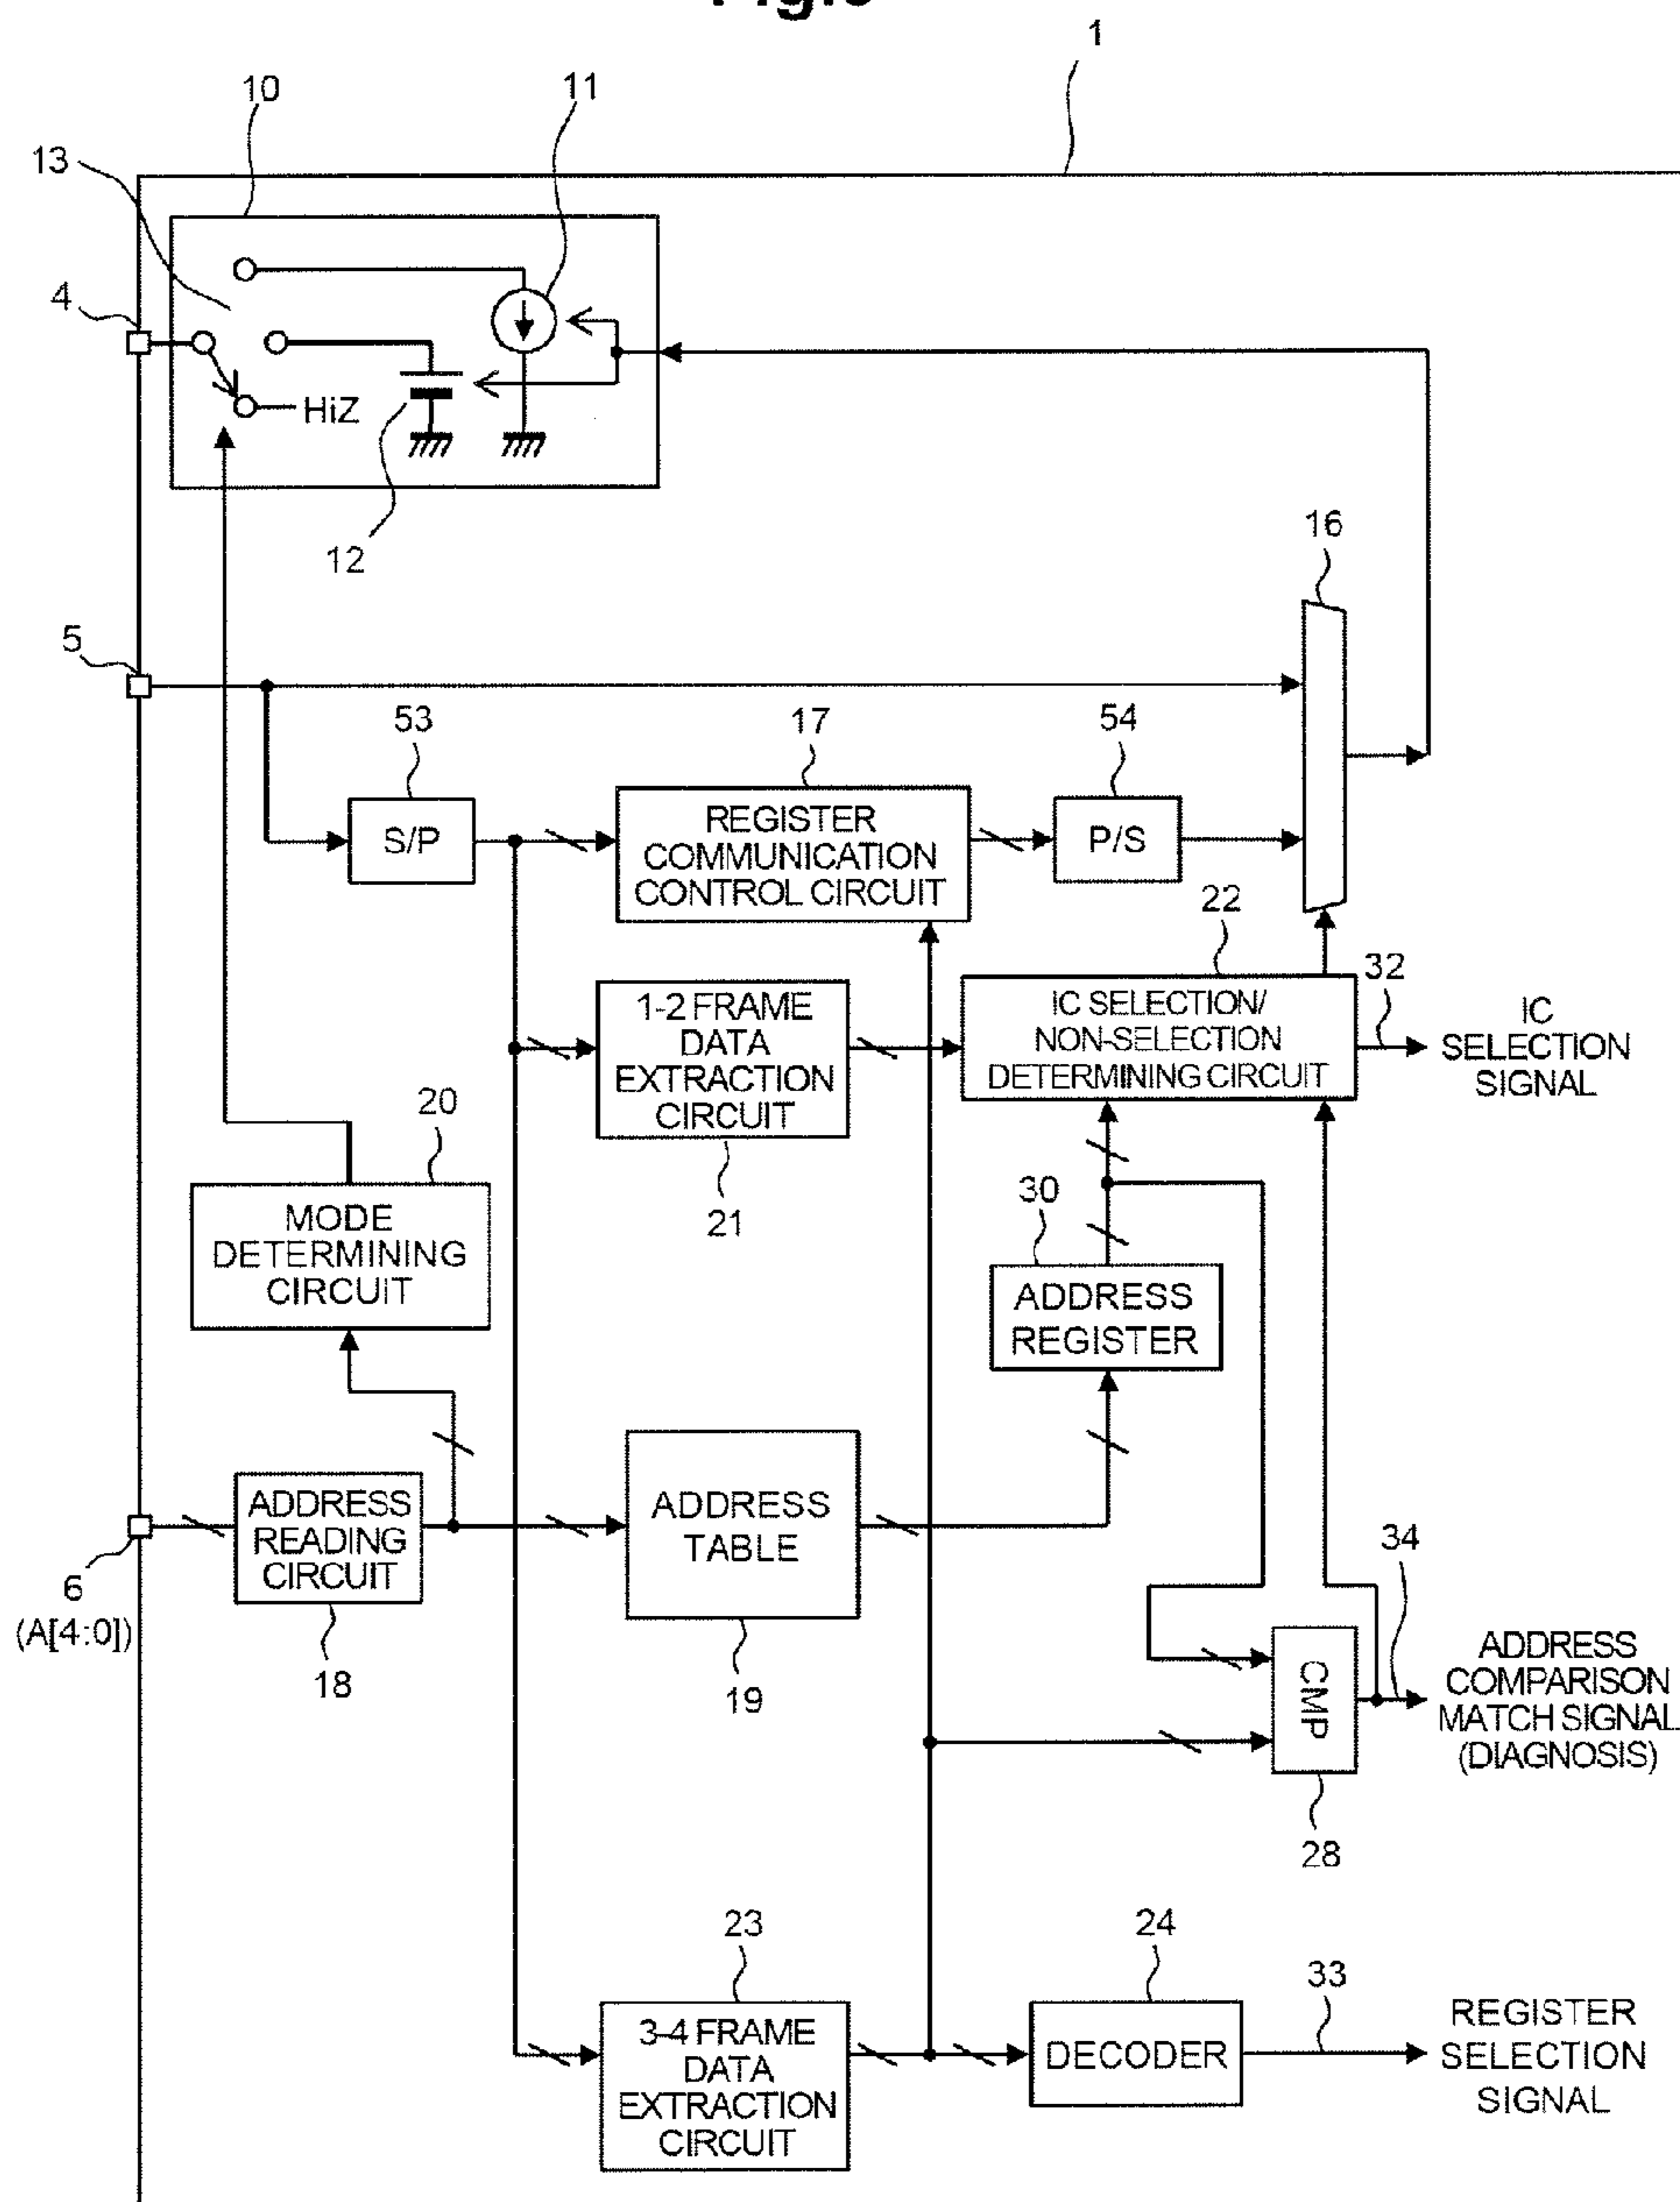 1
10
11
13
4
HiZ
12
16
5
53
17
54
S/P
REGISTER
COMMUNICATION
CONTROL CIRCUIT
P/S
22
32
1-2 FRAME
DATA
EXTRACTION
CIRCUIT
IC SELECTION/
NON-SELECTION
DETERMINING CIRCUIT
IC
SELECTION
SIGNAL
20
21
30
MODE
DETERMINING
CIRCUIT
ADDRESS
REGISTER
ADDRESS
READING
CIRCUIT
ADDRESS
TABLE
34
6
(A[4:0])
18
19
CMP
ADDRESS
COMPARISON
MATCH SIGNAL
(DIAGNOSIS)
28
23
24
33
3-4 FRAME
DATA
EXTRACTION
CIRCUIT
DECODER
REGISTER
SELECTION
SIGNAL